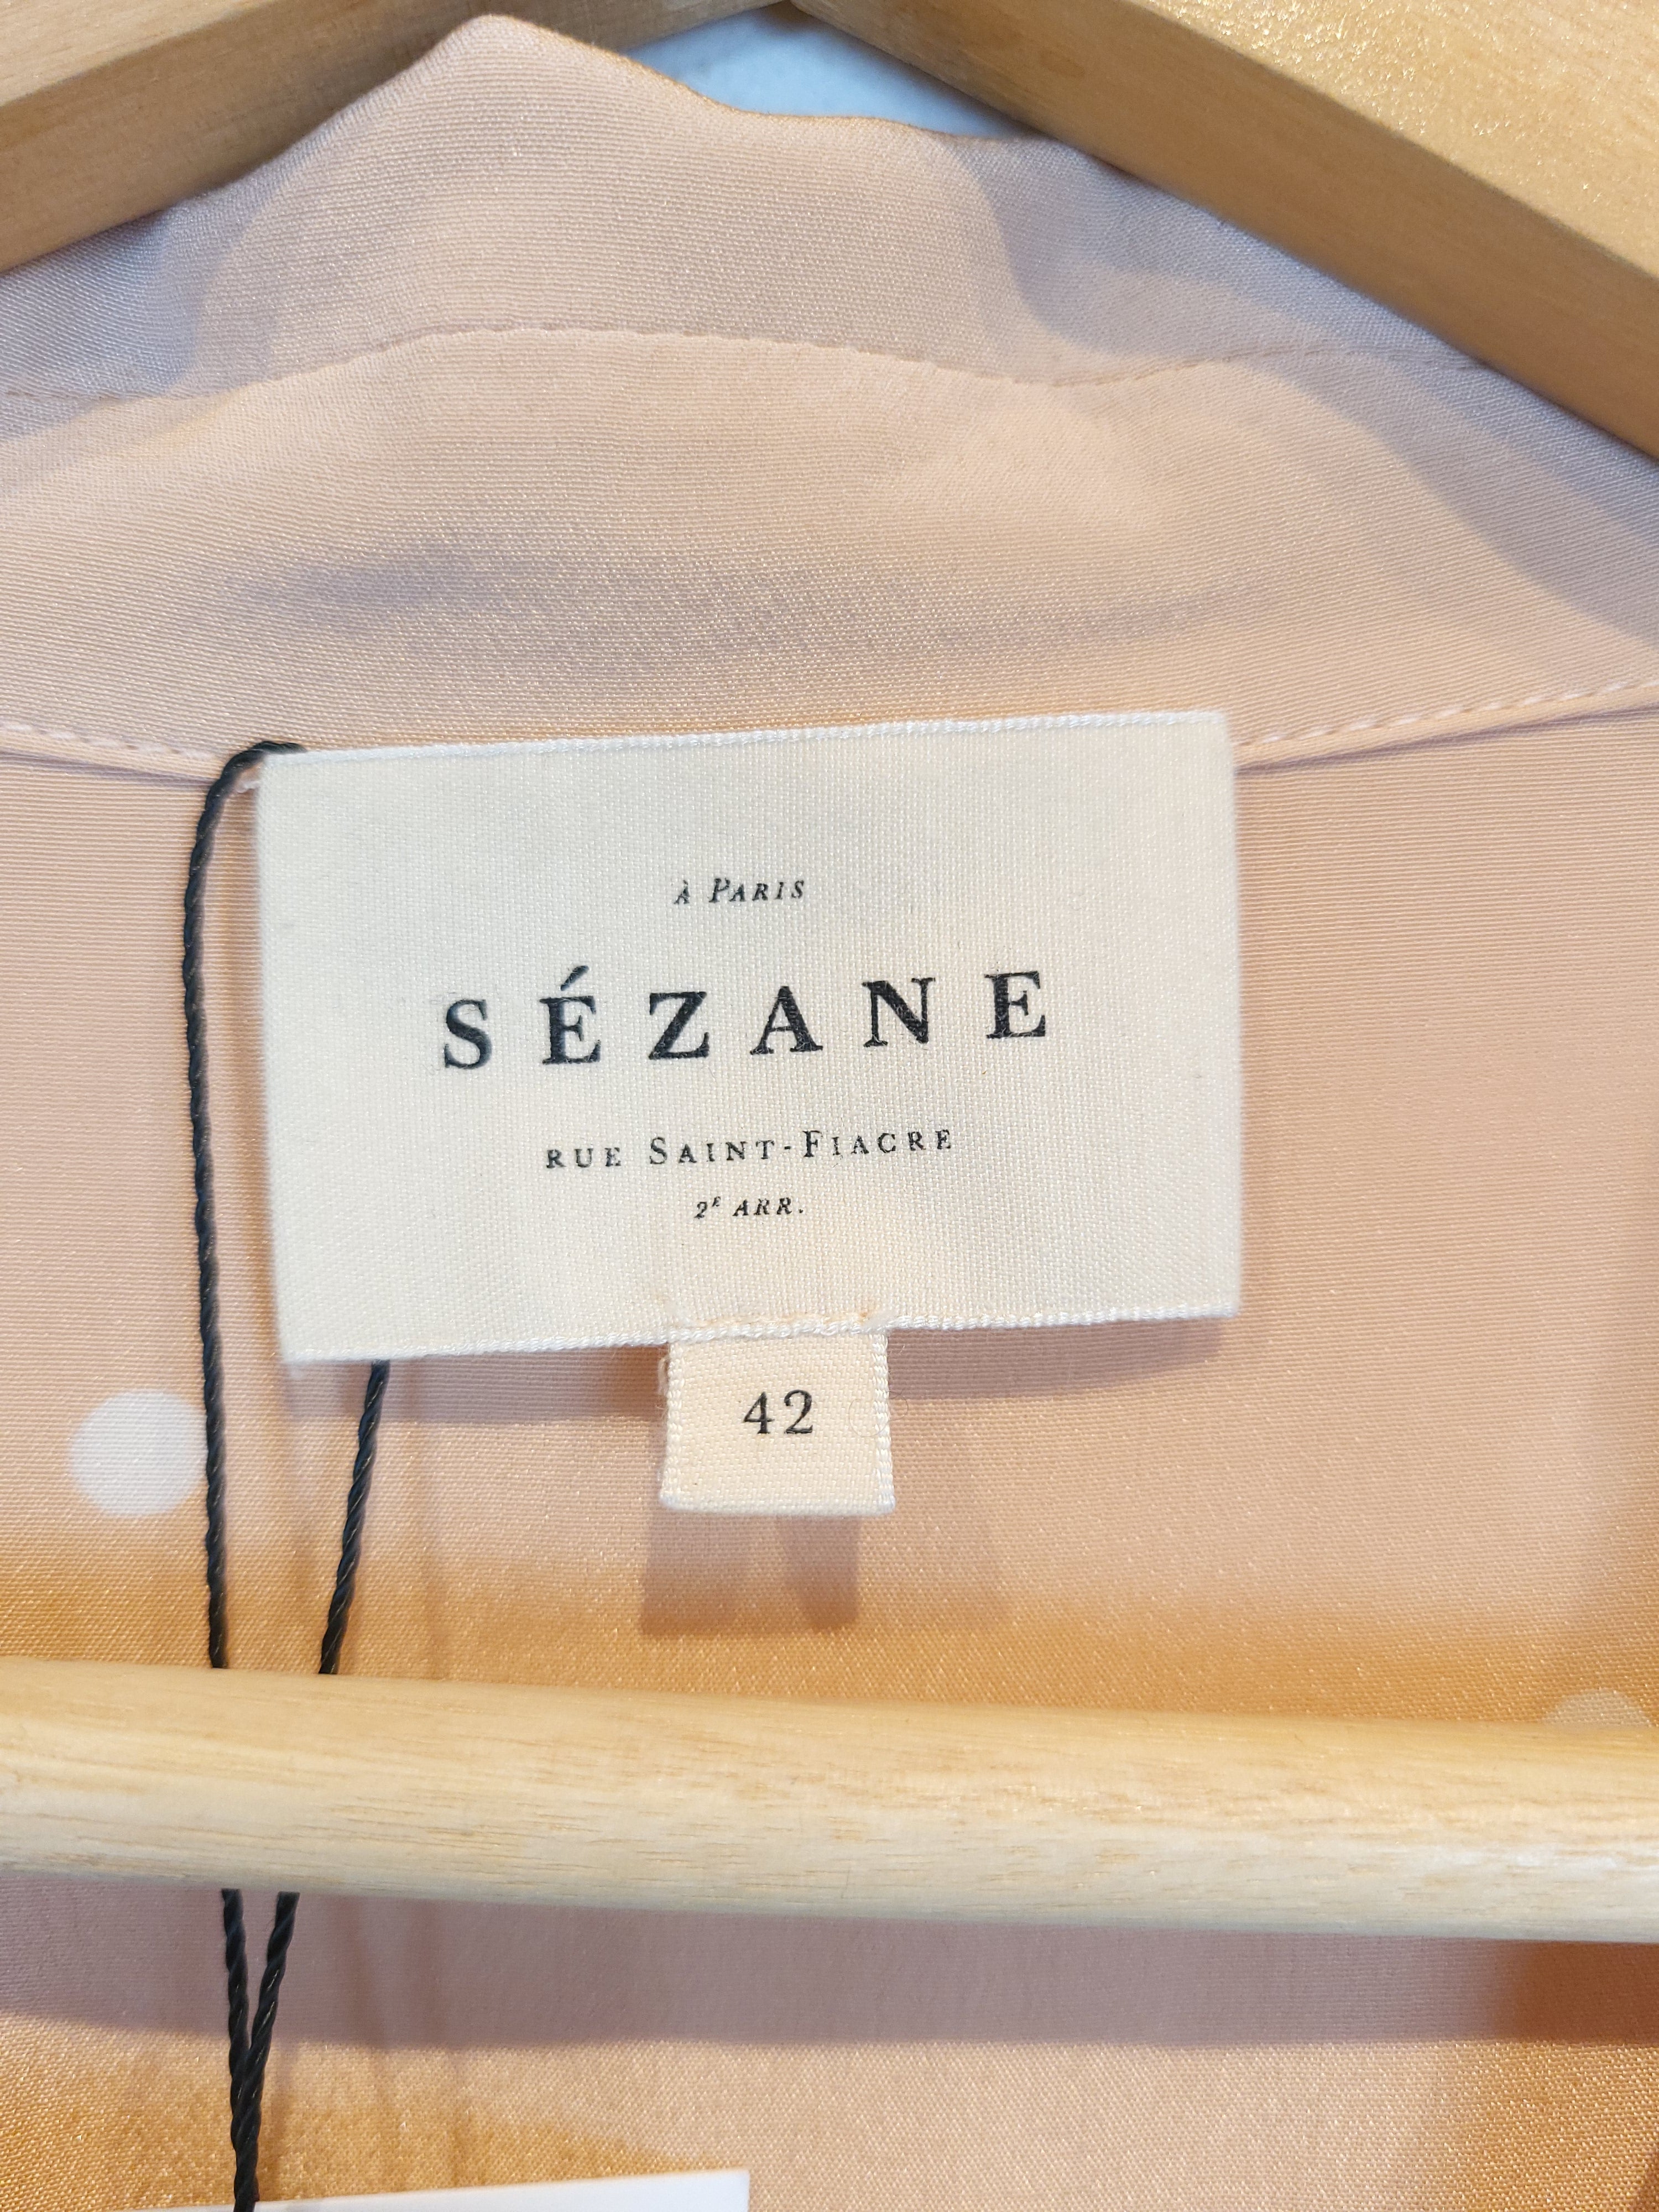 À PARIS
SÉZANE
RUE SAINT-FIACRE
2E ARR.
42